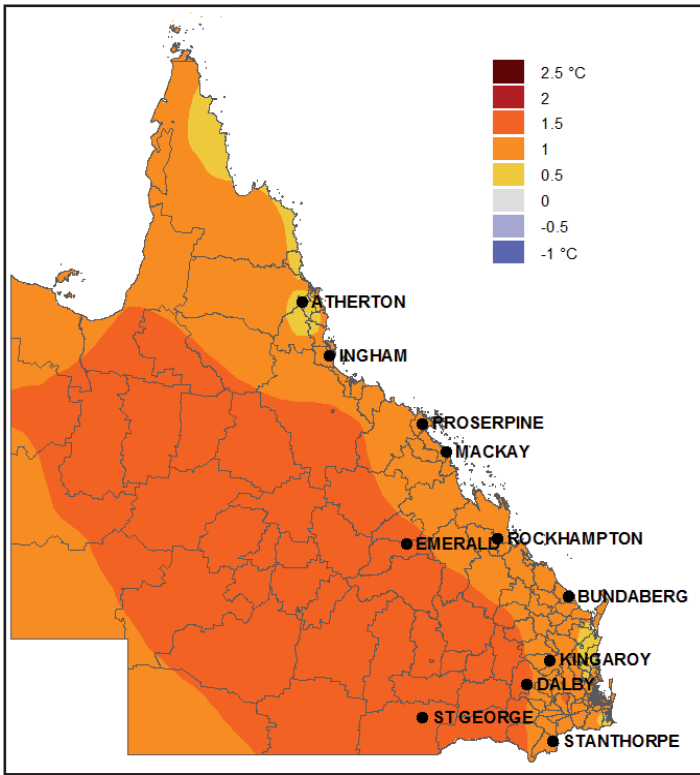 2.5 °C
2
1.5
1
0.5
0
-0.5
-1 °C
ATHERTON
INGHAM
PROSERPINE
MACKAY
ROCKHAMPTON
EMERALD
BUNDABERG
KINGAROY
DALBY
ST GEORGE
STANTHORPE